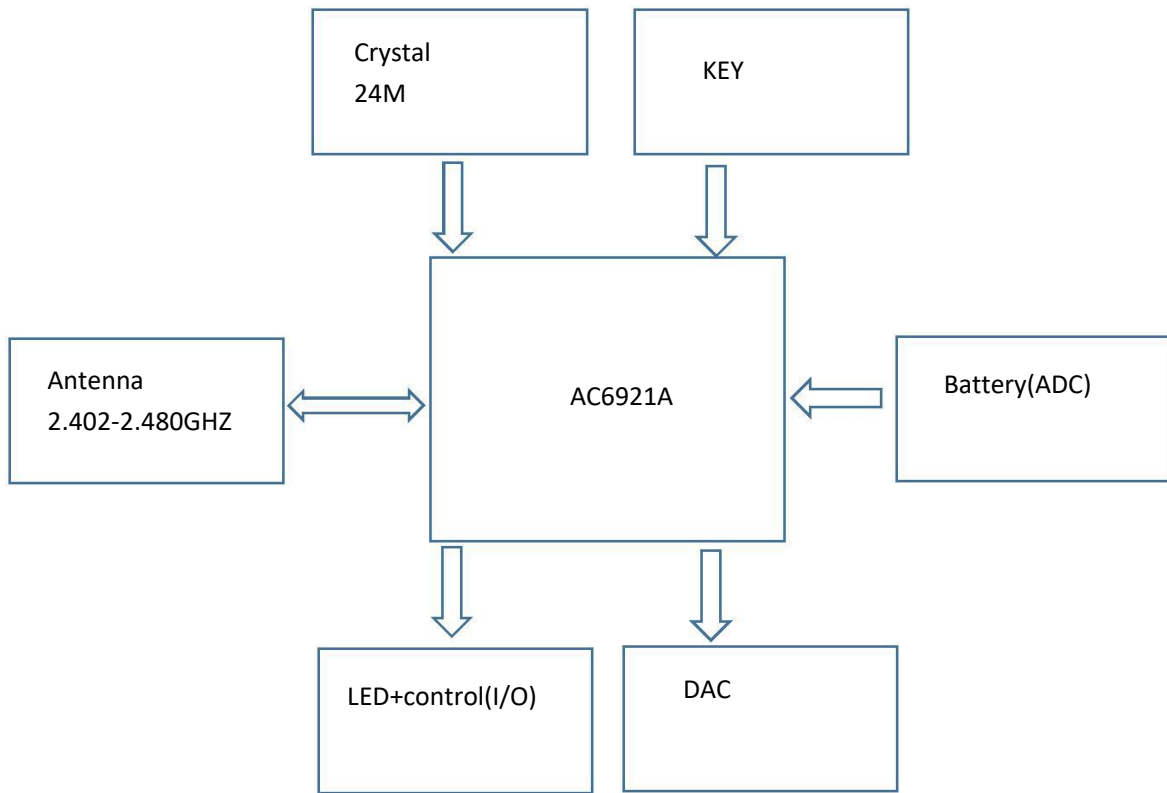 Crystal
24M
KEY
Antenna
2.402-2.480GHZ
AC6921A
Battery(ADC)
LED+control(I/O)
DAC